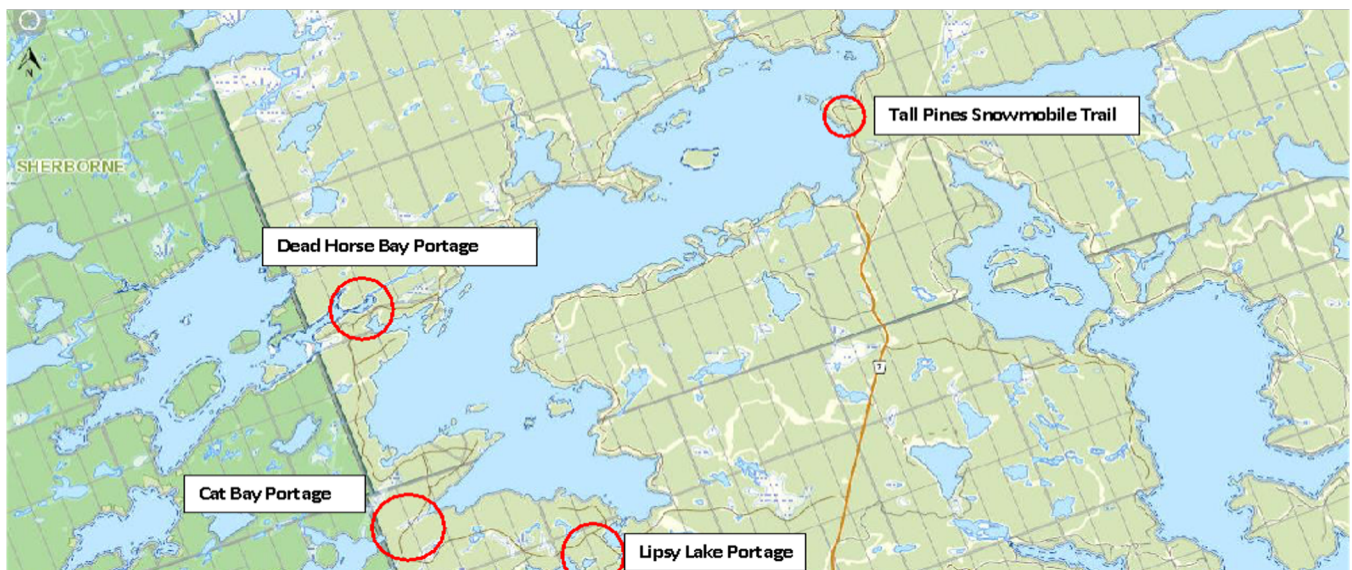 N
Tall Pines Snowmobile Trail
SHERBORNE
Dead Horse Bay Portage
7
Cat Bay Portage
Lipsy Lake Portage